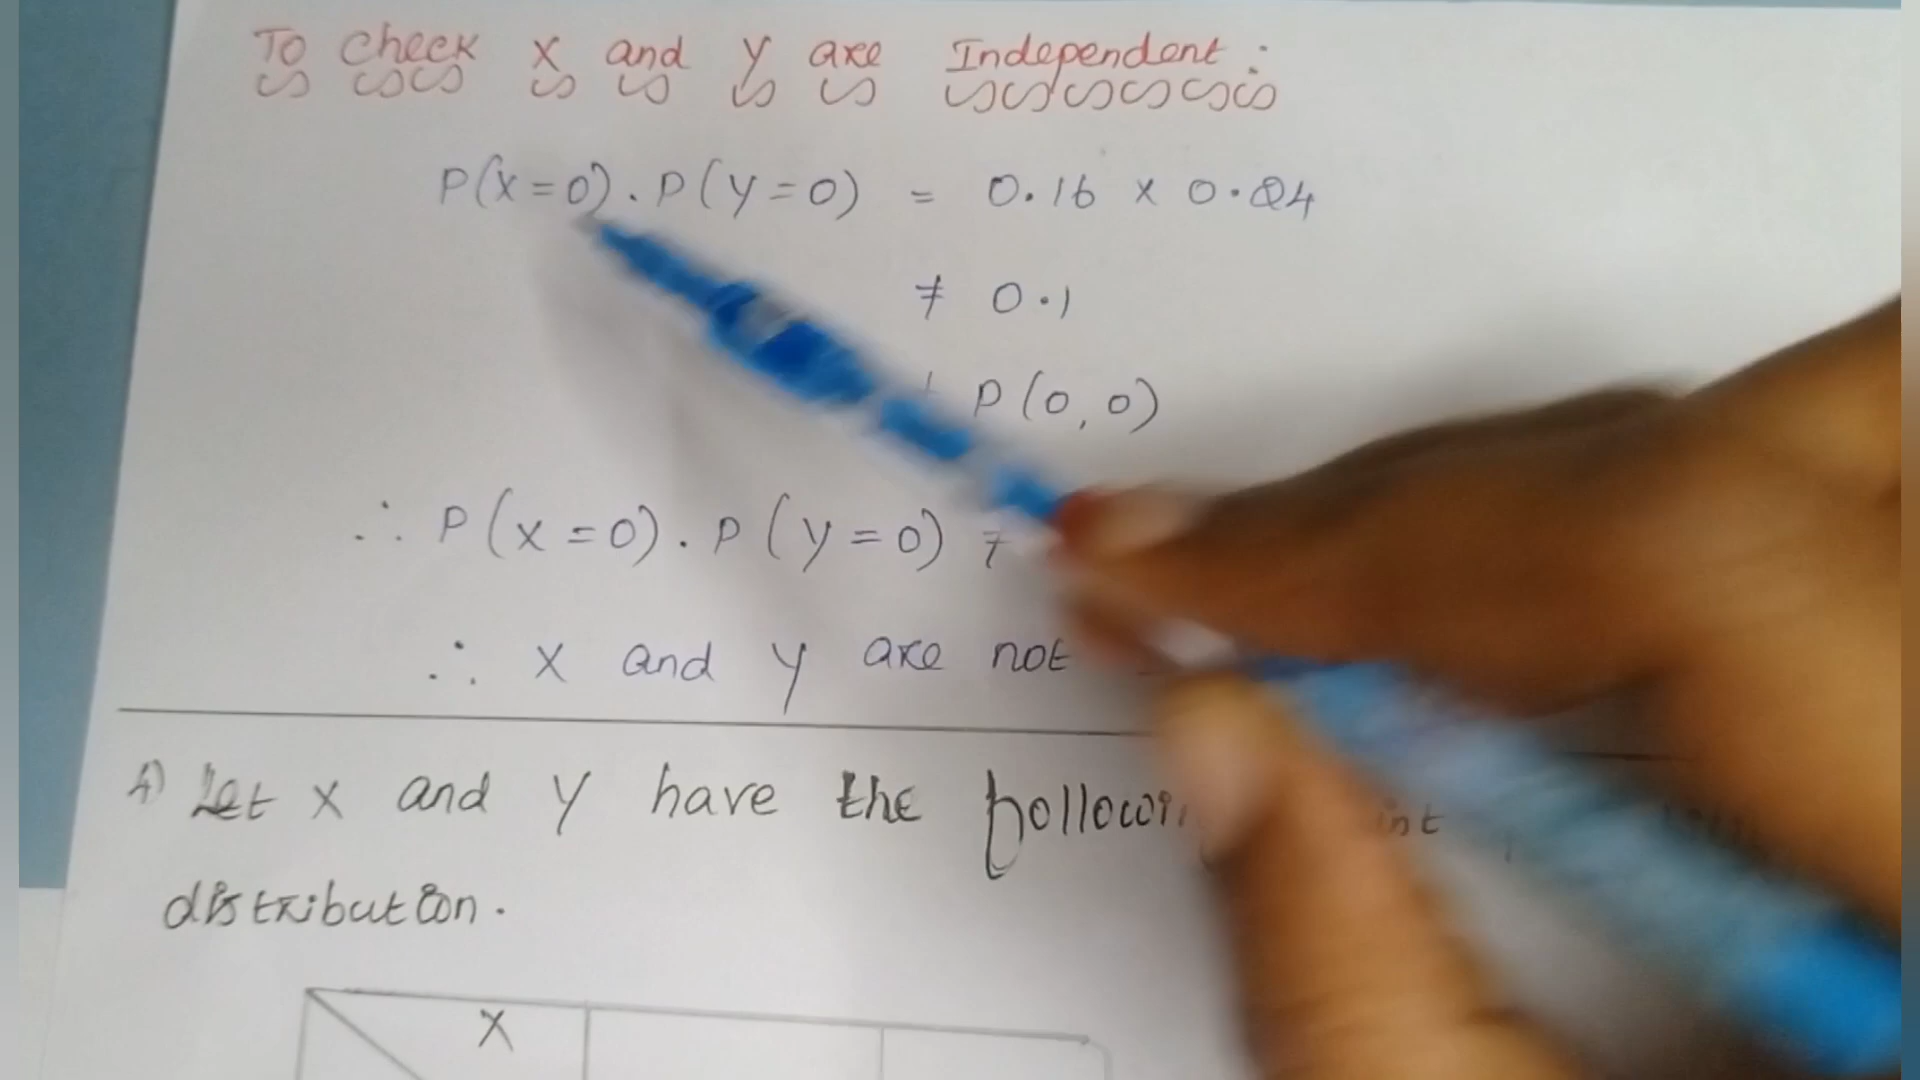 To check X and Y are Independent:
P(X=0) . P(Y=0) = 0.16 × 0.24
≠ 0.1
P(0,0)
∴ P(X=0) . P(Y=0) ≠
∴ X and Y are not
4) Let X and Y have the
distribution.
X